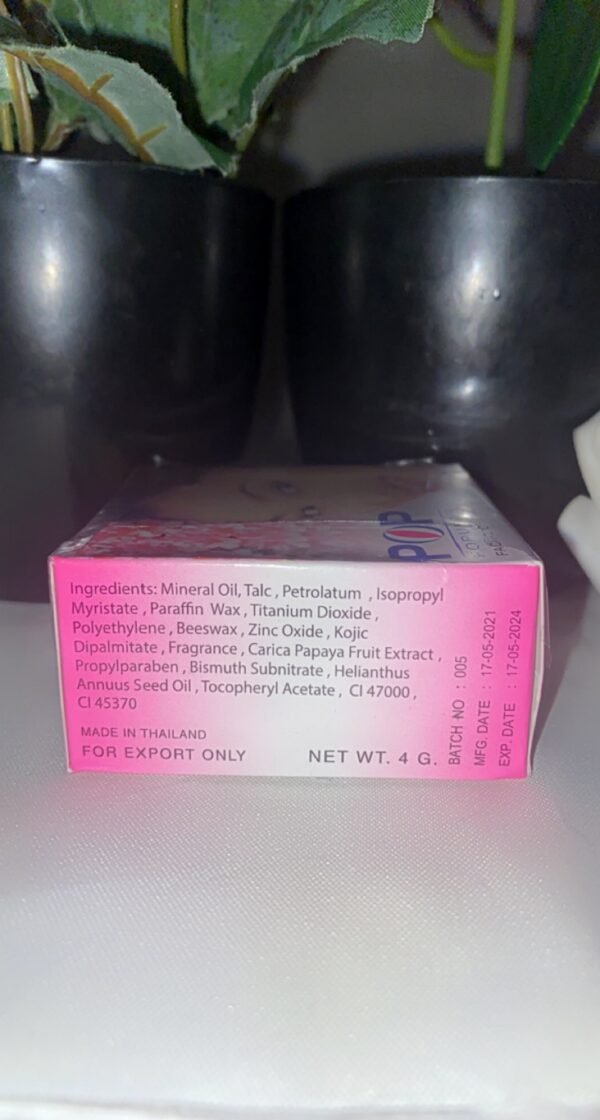 POP
Ingredients: Mineral Oil, Talc , Petrolatum , Isopropyl
Myristate , Paraffin Wax , Titanium Dioxide ,
Polyethylene , Beeswax , Zinc Oxide , Kojic
Dipalmitate , Fragrance , Carica Papaya Fruit Extract ,
Propylparaben , Bismuth Subnitrate , Helianthus
Annuus Seed Oil , Tocopheryl Acetate , CI 47000 ,
CI 45370
MADE IN THAILAND
FOR EXPORT ONLY
NET WT. 4 G.
BATCH NO : 005
MFG. DATE : 17-05-2021
EXP. DATE : 17-05-2024